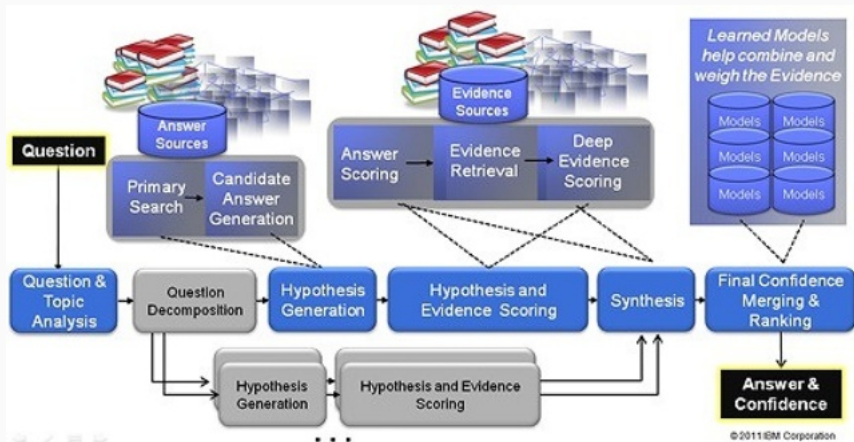 Learned Models
help combine and
weigh the Evidence
Models
Models
Models
Models
Models
Models
Answer
Sources
Evidence
Sources
Question
Primary
Search
Candidate
Answer
Generation
Answer
Scoring
Evidence
Retrieval
Deep
Evidence
Scoring
Question &
Topic
Analysis
Question
Decomposition
Hypothesis
Generation
Hypothesis and
Evidence Scoring
Synthesis
Final Confidence
Merging &
Ranking
Hypothesis
Generation
Hypothesis and Evidence
Scoring
Answer &
Confidence
...
©2011 IBM Corporation